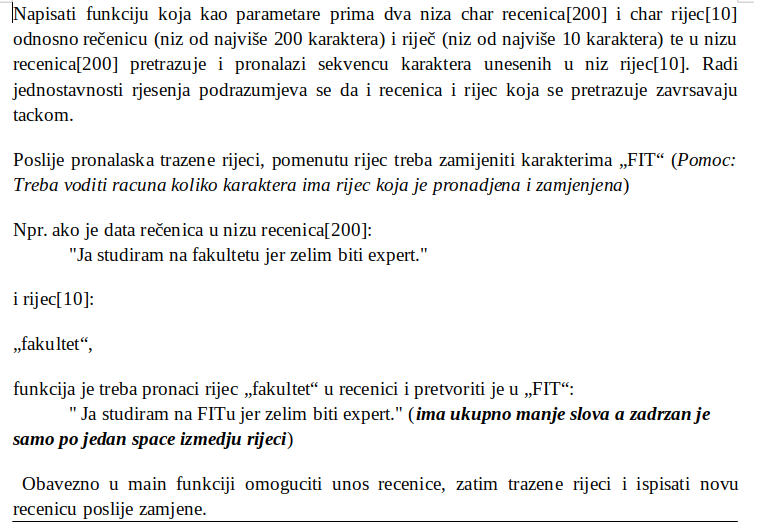 Napisati funkciju koja kao parametare prima dva niza char recenica[200] i char rijec[10]
odnosno rečenicu (niz od najviše 200 karaktera) i riječ (niz od najviše 10 karaktera) te u nizu
recenica[200] pretrazuje i pronalazi sekvencu karaktera unesenih u niz rijec[10]. Radi
jednostavnosti rjesenja podrazumjeva se da i recenica i rijec koja se pretrazuje zavrsavaju
tackom.
Poslije pronalaska trazene rijeci, pomenutu rijec treba zamijeniti karakterima „FIT“ (Pomoc:
Treba voditi racuna koliko karaktera ima rijec koja je pronadjena i zamjenjena)
Npr. ako je data rečenica u nizu recenica[200]:
"Ja studiram na fakultetu jer zelim biti expert."
i rijec[10]:
„fakultet“,
funkcija je treba pronaci rijec „fakultet“ u recenici i pretvoriti je u „FIT“:
" Ja studiram na FITu jer zelim biti expert." (ima ukupno manje slova a zadrzan je
samo po jedan space izmedju rijeci)
Obavezno u main funkciji omoguciti unos recenice, zatim trazene rijeci i ispisati novu
recenicu poslije zamjene.